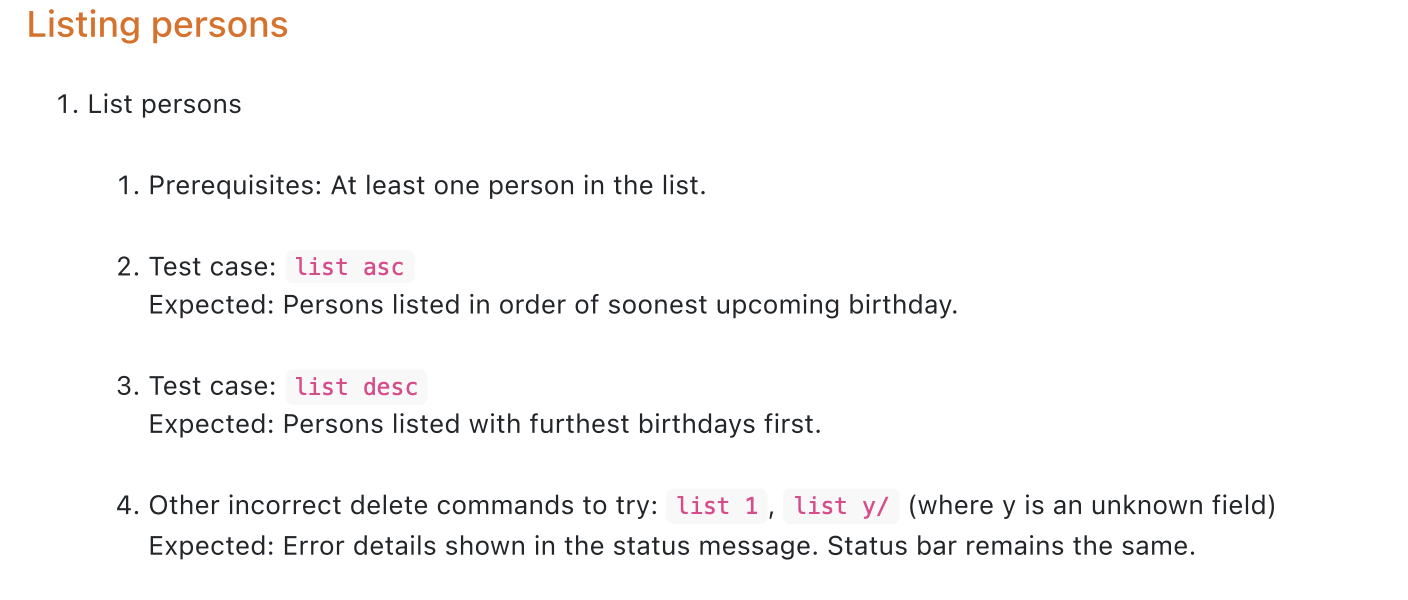 Listing persons
1. List persons
1. Prerequisites: At least one person in the list.
2. Test case: list asc
Expected: Persons listed in order of soonest upcoming birthday.
3. Test case: list desc
Expected: Persons listed with furthest birthdays first.
4. Other incorrect delete commands to try: list 1, list y/ (where y is an unknown field)
Expected: Error details shown in the status message. Status bar remains the same.